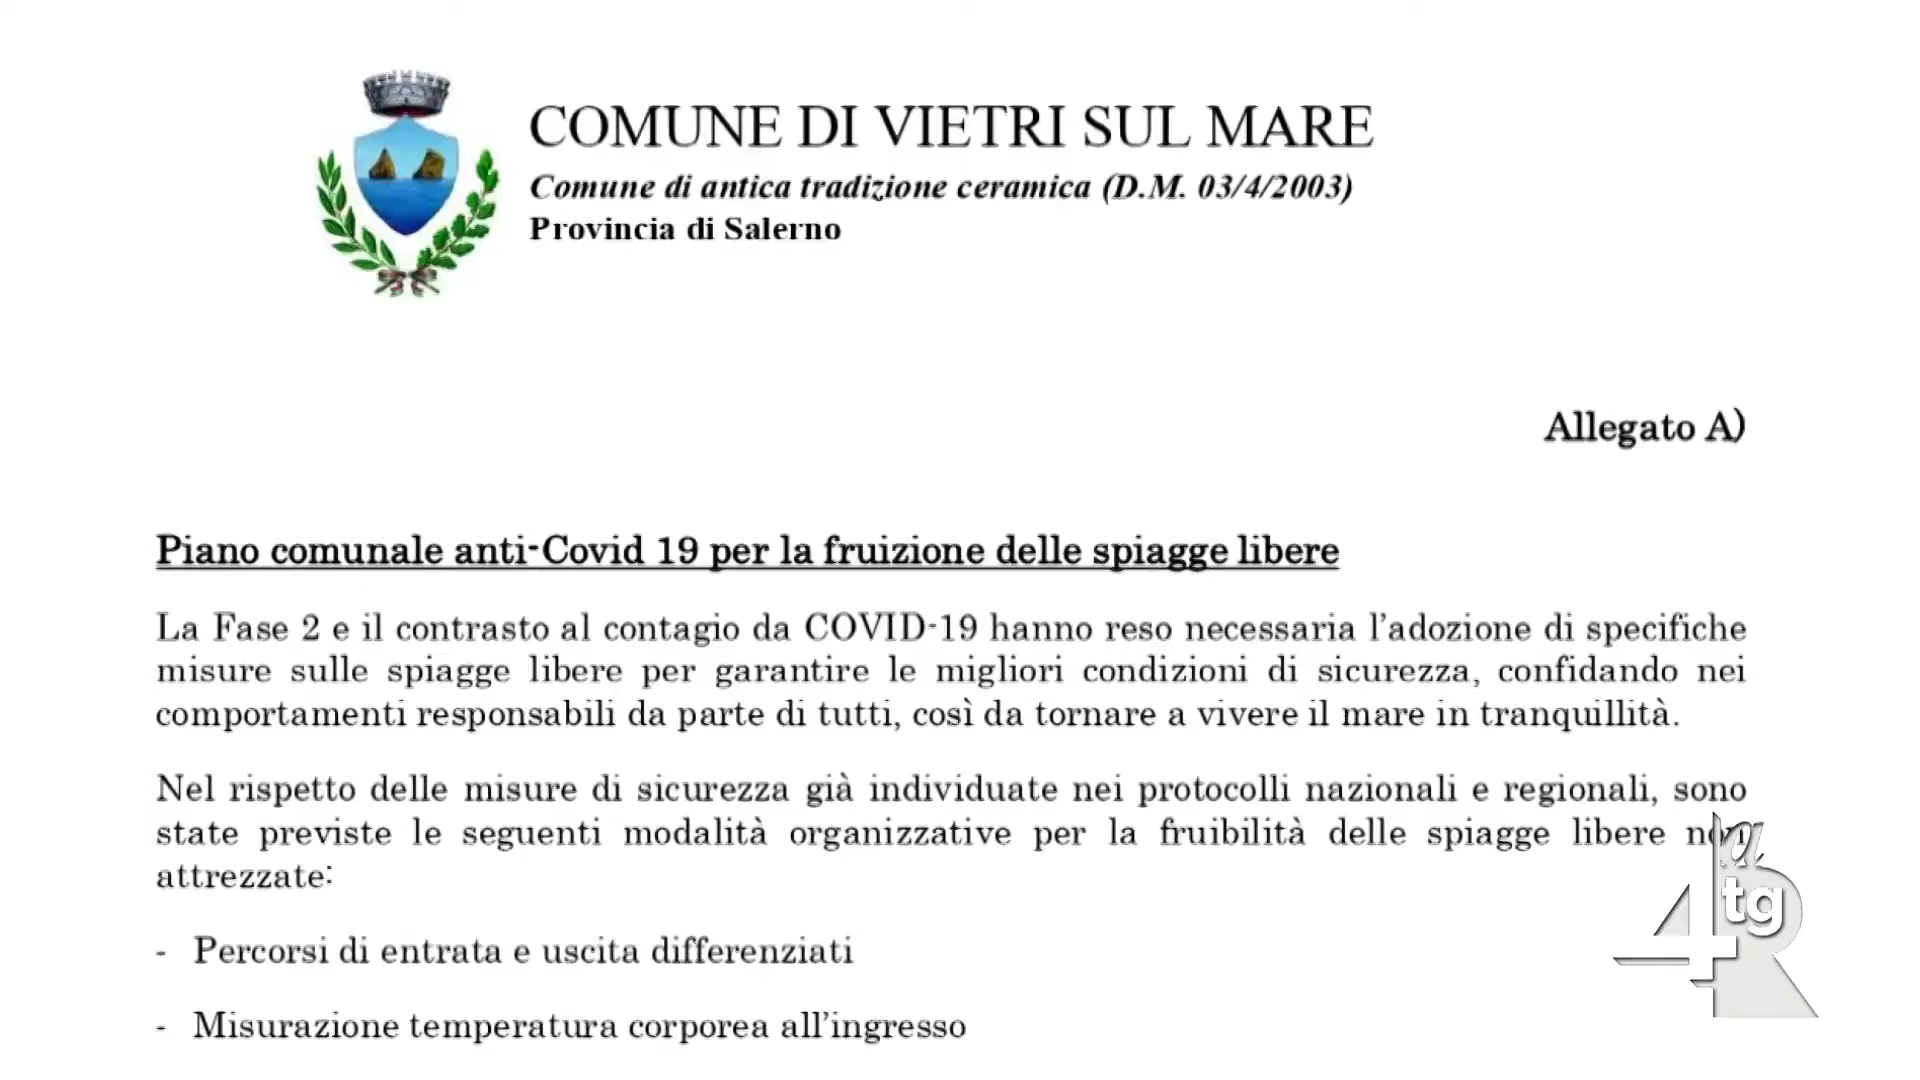 COMUNE DI VIETRI SUL MARE
Comune di antica tradizione ceramica (D.M. 03/4/2003)
Provincia di Salerno
Allegato A)
Piano comunale anti-Covid 19 per la fruizione delle spiagge libere
La Fase 2 e il contrasto al contagio da COVID-19 hanno reso necessaria l’adozione di specifiche
misure sulle spiagge libere per garantire le migliori condizioni di sicurezza, confidando nei
comportamenti responsabili da parte di tutti, così da tornare a vivere il mare in tranquillità.
Nel rispetto delle misure di sicurezza già individuate nei protocolli nazionali e regionali, sono
state previste le seguenti modalità organizzative per la fruibilità delle spiagge libere non
attrezzate:
- Percorsi di entrata e uscita differenziati
- Misurazione temperatura corporea all’ingresso
la
4
tg
R